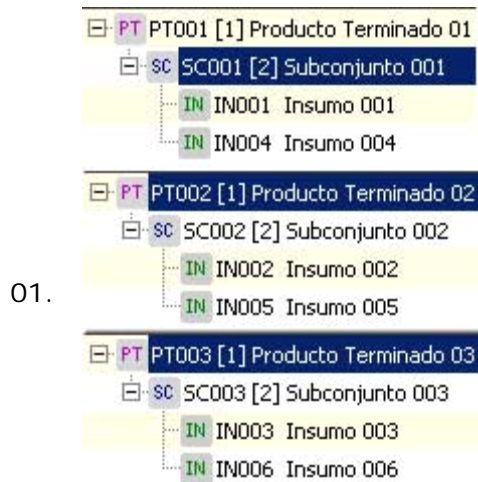 PT PT001 [1] Producto Terminado 01
SC SC001 [2] Subconjunto 001
IN IN001 Insumo 001
IN IN004 Insumo 004
PT PT002 [1] Producto Terminado 02
SC SC002 [2] Subconjunto 002
IN IN002 Insumo 002
01.
IN IN005 Insumo 005
PT PT003 [1] Producto Terminado 03
SC SC003 [2] Subconjunto 003
IN IN003 Insumo 003
IN IN006 Insumo 006